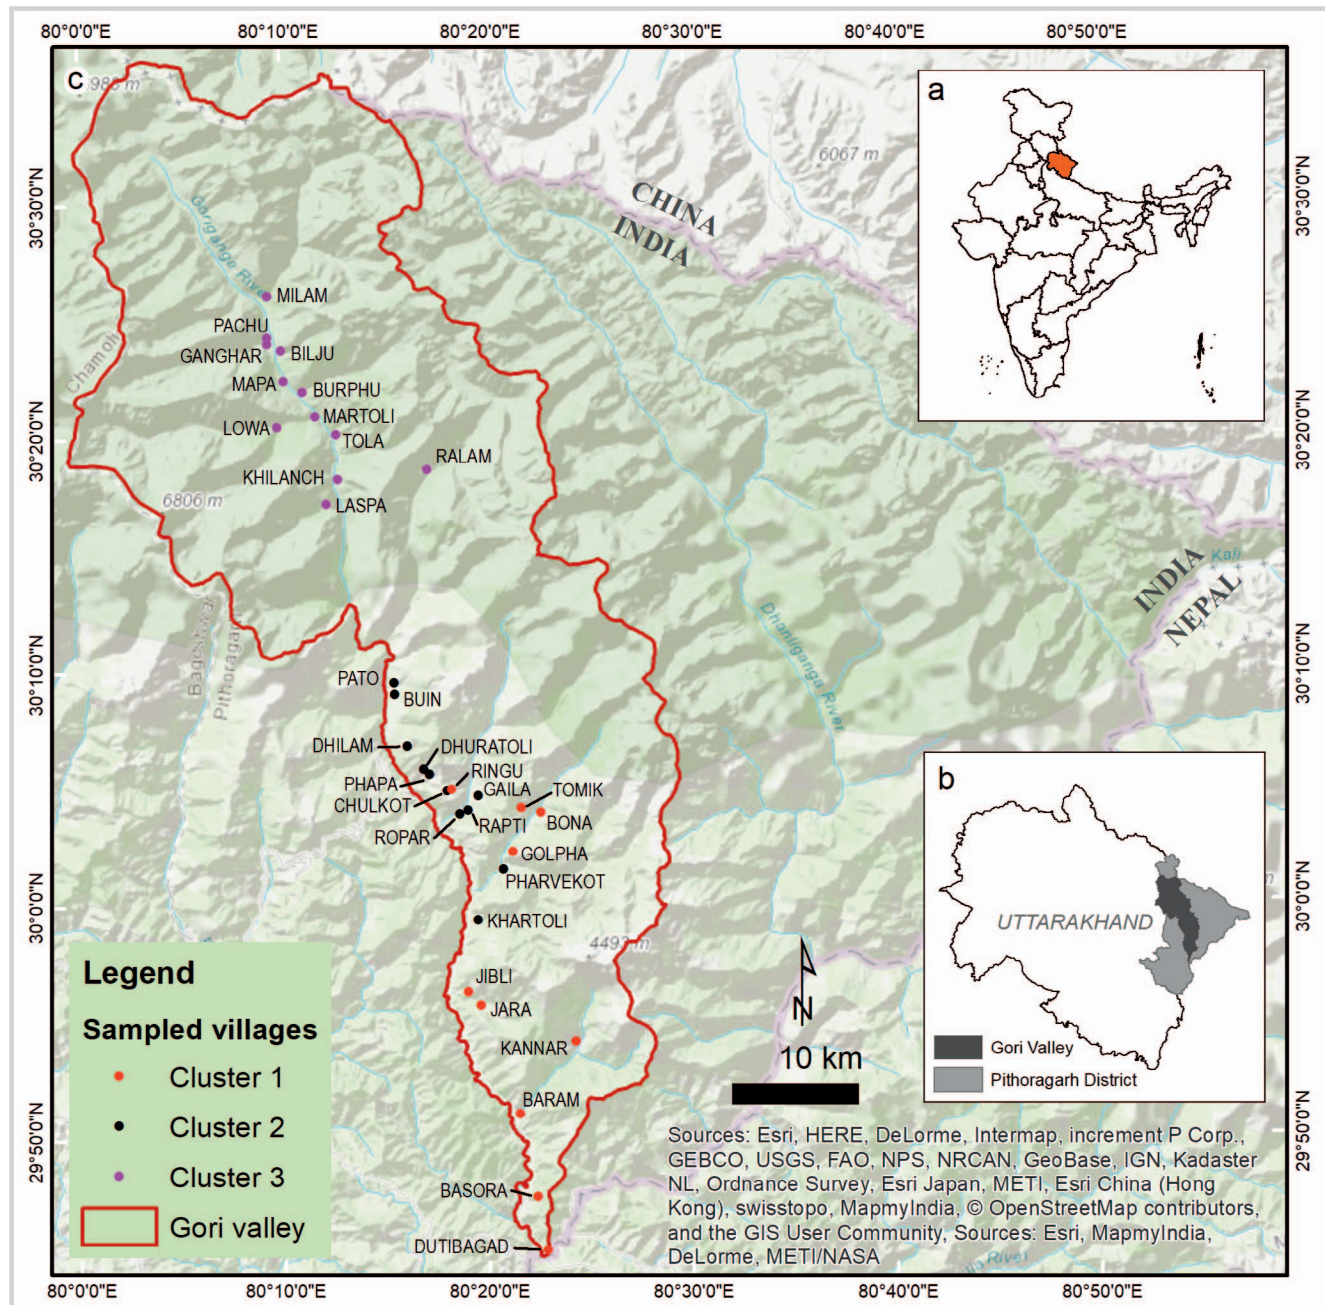 80°0'0"E
80°10'0"E
80°20'0"E
80°30'0"E
80°40'0"E
80°50'0"E
c
a
6067 m
30°30'0"N
30°30'0"N
CHINA
INDIA
Goriganga River
MILAM
PACHU
GANGHAR
BILJU
Chamoli
MAPA
BURPHU
MARTOLI
LOWA
TOLA
30°20'0"N
30°20'0"N
RALAM
KHILANCH
6806 m
LASPA
INDIA
Kali
NEPAL
Dhauliganga River
Bageshwar
Pithoragarh
30°10'0"N
30°10'0"N
PATO
BUIN
DHILAM
DHURATOLI
PHAPA
RINGU
CHULKOT
GAILA
TOMIK
ROPAR
RAPTI
BONA
GOLPHA
PHARVEKOT
30°0'0"N
30°0'0"N
KHARTOLI
4493 m
b
UTTARAKHAND
Gori Valley
Pithoragarh District
JIBLI
JARA
N
KANNAR
10 km
BARAM
29°50'0"N
29°50'0"N
BASORA
DUTIBAGAD
Legend
Sampled villages
Cluster 1
Cluster 2
Cluster 3
Gori valley
Sources: Esri, HERE, DeLorme, Intermap, increment P Corp.,
GEBCO, USGS, FAO, NPS, NRCAN, GeoBase, IGN, Kadaster
NL, Ordnance Survey, Esri Japan, METI, Esri China (Hong
Kong), swisstopo, MapmyIndia, © OpenStreetMap contributors,
and the GIS User Community, Sources: Esri, MapmyIndia,
DeLorme, METI/NASA
80°0'0"E
80°10'0"E
80°20'0"E
80°30'0"E
80°40'0"E
80°50'0"E